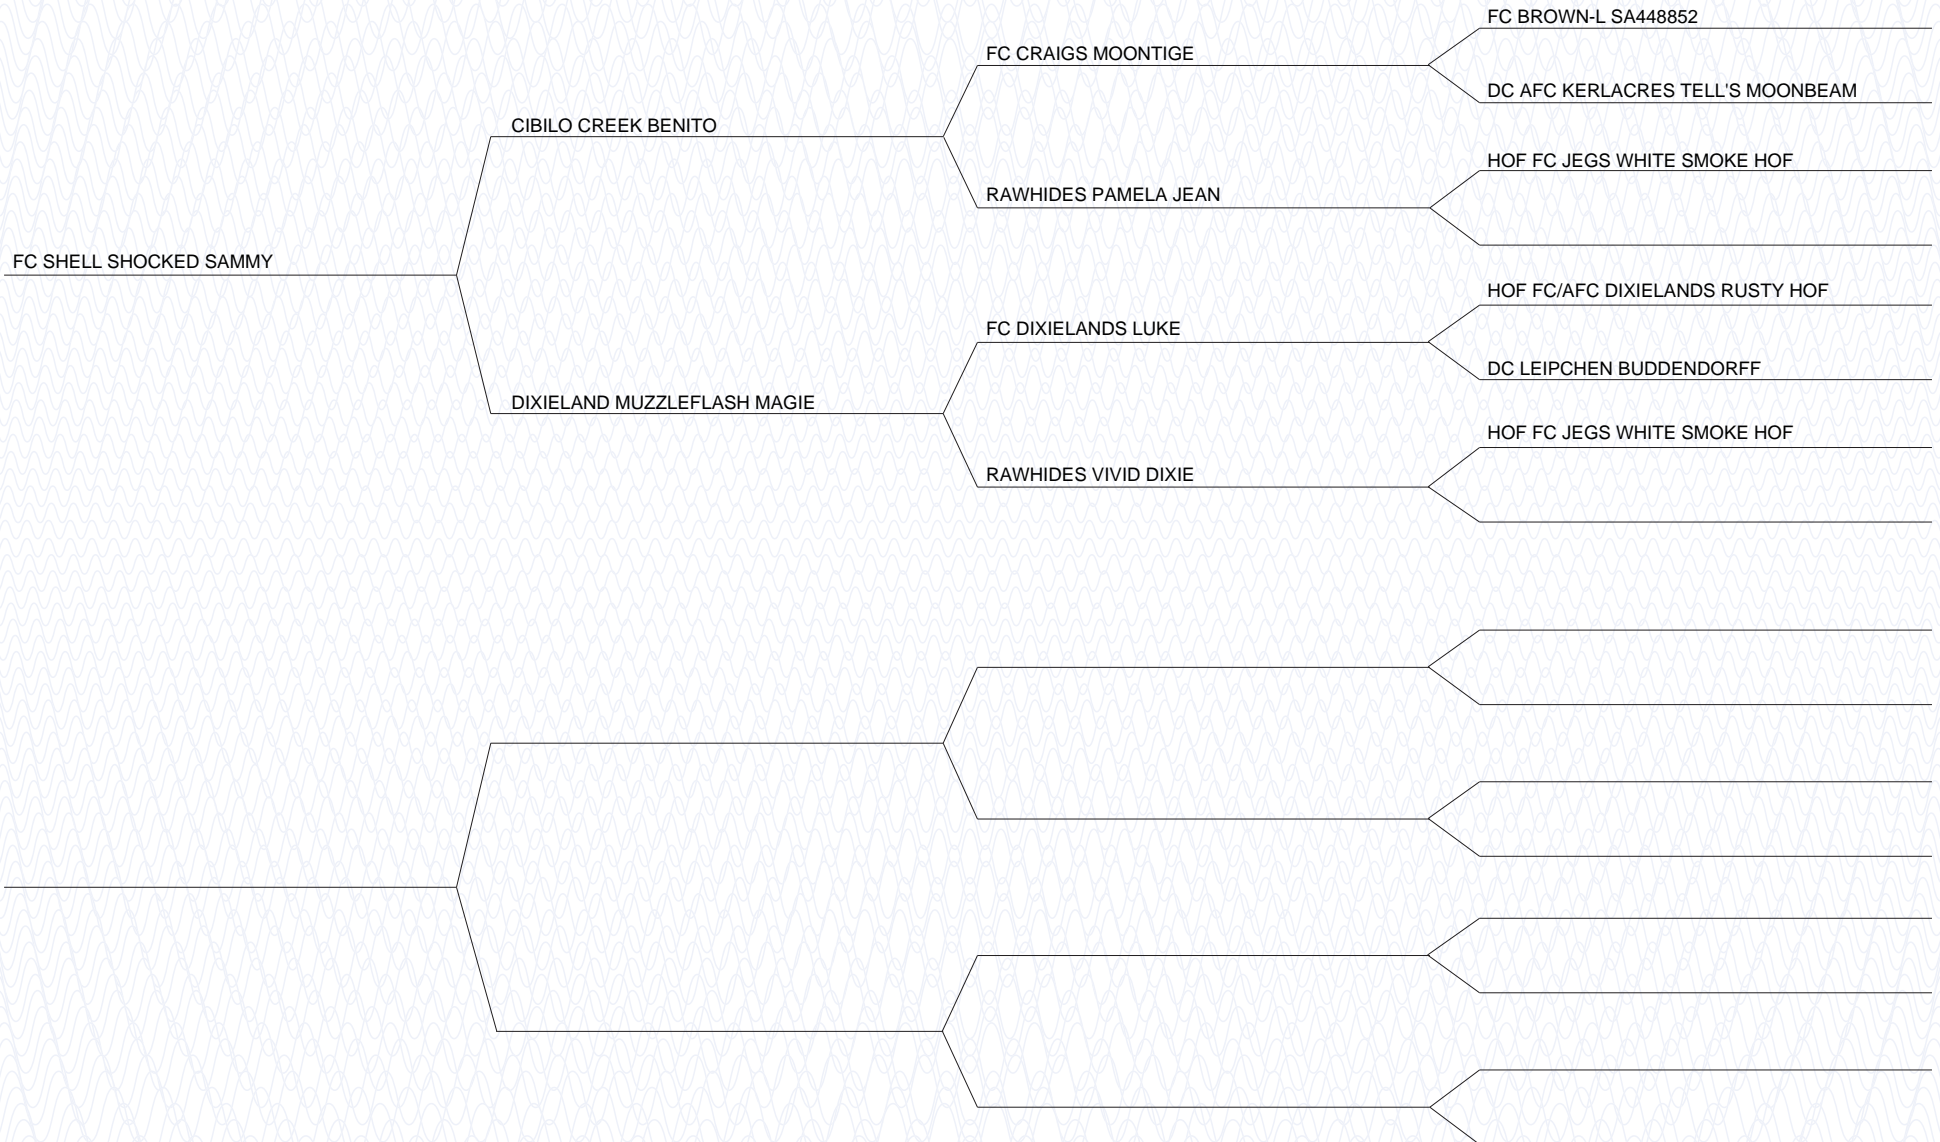 FC BROWN-L SA448852
FC CRAIGS MOONTIGE
DC AFC KERLACRES TELL'S MOONBEAM
CIBILO CREEK BENITO
HOF FC JEGS WHITE SMOKE HOF
RAWHIDES PAMELA JEAN
FC SHELL SHOCKED SAMMY
HOF FC/AFC DIXIELANDS RUSTY HOF
FC DIXIELANDS LUKE
DC LEIPCHEN BUDDENDORFF
DIXIELAND MUZZLEFLASH MAGIE
HOF FC JEGS WHITE SMOKE HOF
RAWHIDES VIVID DIXIE